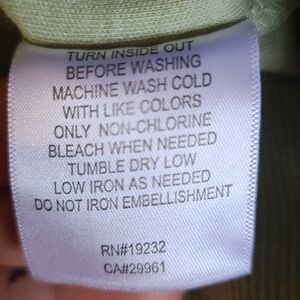 TURN INSIDE OUT
BEFORE WASHING
MACHINE WASH COLD
WITH LIKE COLORS
ONLY NON-CHLORINE
BLEACH WHEN NEEDED
TUMBLE DRY LOW
LOW IRON AS NEEDED
DO NOT IRON EMBELLISHMENT
RN#19232
CA#29961